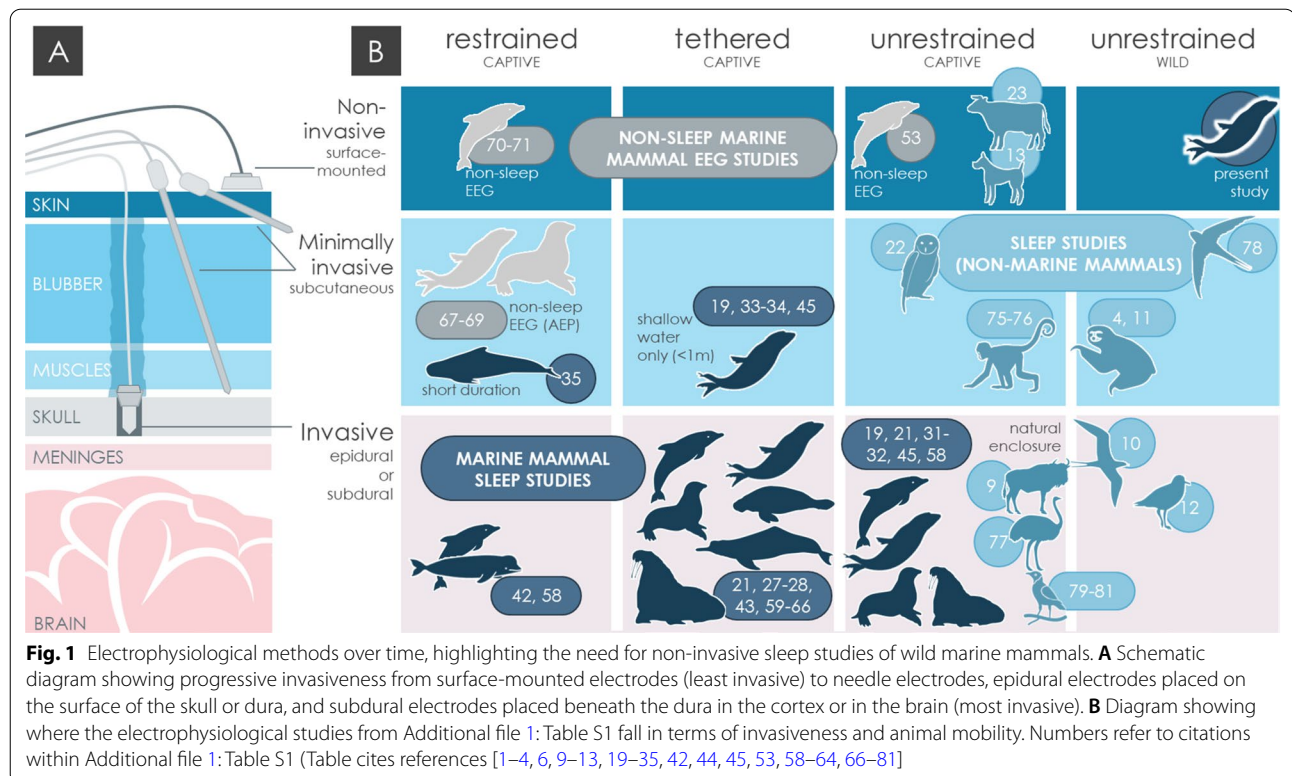 A
B
restrained
CAPTIVE
tethered
CAPTIVE
unrestrained
CAPTIVE
unrestrained
WILD
Non-
invasive
surface-
mounted
SKIN
Minimally
invasive
subcutaneous
BLUBBER
MUSCLES
SKULL
Invasive
epidural
or
subdural
MENINGES
BRAIN
70-71
non-sleep
EEG
NON-SLEEP MARINE
MAMMAL EEG STUDIES
53
non-sleep
EEG
23
13
present
study
67-69
non-sleep
EEG (AEP)
short duration
35
19, 33-34, 45
shallow
water
only (<1m)
22
SLEEP STUDIES
(NON-MARINE MAMMALS)
78
75-76
4, 11
MARINE MAMMAL
SLEEP STUDIES
42, 58
21, 27-28,
43, 59-66
19, 21, 31-
32, 45, 58
natural
enclosure
9
77
79-81
10
12
Fig. 1 Electrophysiological methods over time, highlighting the need for non-invasive sleep studies of wild marine mammals. A Schematic
diagram showing progressive invasiveness from surface-mounted electrodes (least invasive) to needle electrodes, epidural electrodes placed on
the surface of the skull or dura, and subdural electrodes placed beneath the dura in the cortex or in the brain (most invasive). B Diagram showing
where the electrophysiological studies from Additional file 1: Table S1 fall in terms of invasiveness and animal mobility. Numbers refer to citations
within Additional file 1: Table S1 (Table cites references [1–4, 6, 9–13, 19–35, 42, 44, 45, 53, 58–64, 66–81]